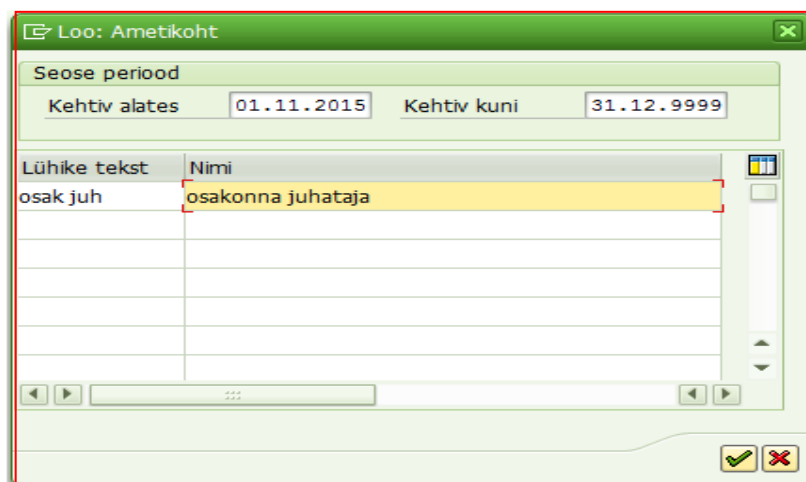 Loo: Ametikoht
Seose periood
Kehtiv alates 01.11.2015 Kehtiv kuni 31.12.9999
Lühike tekst Nimi
osak juh osakonna juhataja